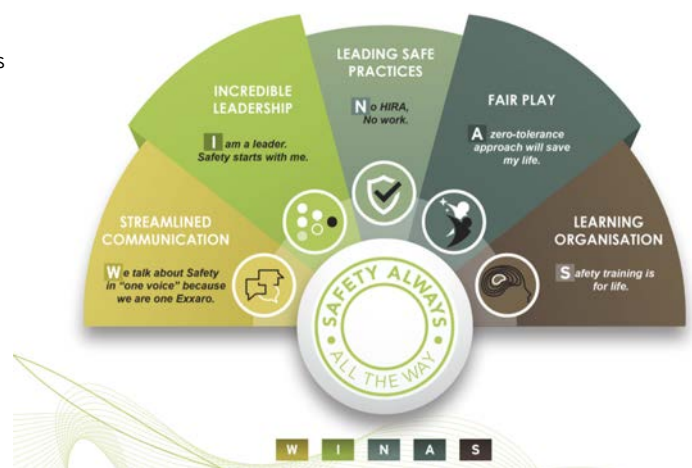 s
STREAMLINED
COMMUNICATION
We talk about Safety
in “one voice” because
we are one Exxaro.
INCREDIBLE
LEADERSHIP
I am a leader.
Safety starts with me.
LEADING SAFE
PRACTICES
No HIRA,
No work.
FAIR PLAY
A zero-tolerance
approach will save
my life.
LEARNING
ORGANISATION
Safety training is
for life.
SAFETY ALWAYS
ALL THE WAY
W I N A S